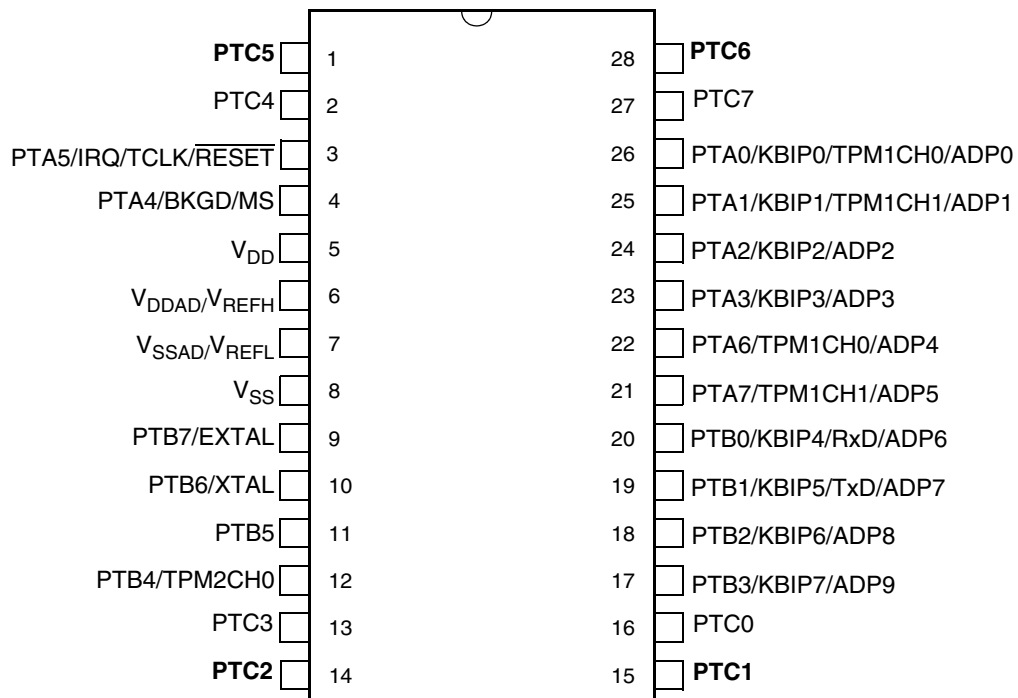 PTC5 1 28 PTC6
PTC4 2 27 PTC7
PTA5/IRQ/TCLK/RESET 3 26 PTA0/KBIP0/TPM1CH0/ADP0
PTA4/BKGD/MS 4 25 PTA1/KBIP1/TPM1CH1/ADP1
VDD 5 24 PTA2/KBIP2/ADP2
VDDAD/VREFH 6 23 PTA3/KBIP3/ADP3
VSSAD/VREFL 7 22 PTA6/TPM1CH0/ADP4
VSS 8 21 PTA7/TPM1CH1/ADP5
PTB7/EXTAL 9 20 PTB0/KBIP4/RxD/ADP6
PTB6/XTAL 10 19 PTB1/KBIP5/TxD/ADP7
PTB5 11 18 PTB2/KBIP6/ADP8
PTB4/TPM2CH0 12 17 PTB3/KBIP7/ADP9
PTC3 13 16 PTC0
PTC2 14 15 PTC1